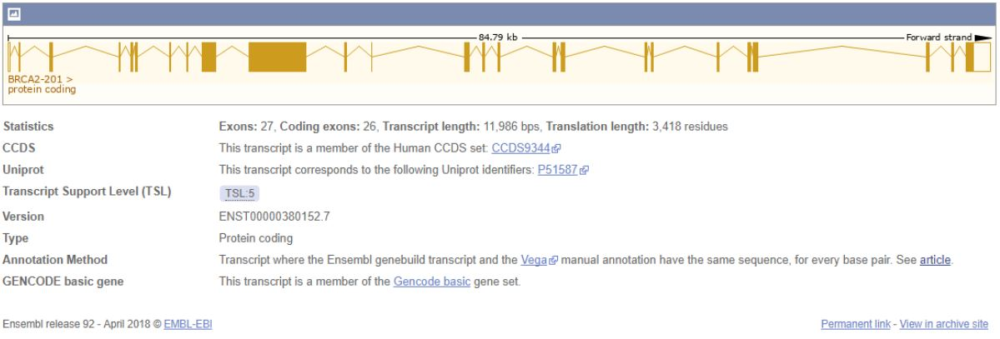 84.79 kb
Forward strand
BRCA2-201 >
protein coding
Statistics Exons: 27, Coding exons: 26, Transcript length: 11,986 bps, Translation length: 3,418 residues
CCDS This transcript is a member of the Human CCDS set: CCDS9344
Uniprot This transcript corresponds to the following Uniprot identifiers: P51587
Transcript Support Level (TSL) TSL:5
Version ENST00000380152.7
Type Protein coding
Annotation Method Transcript where the Ensembl genebuild transcript and the Vega manual annotation have the same sequence, for every base pair. See article.
GENCODE basic gene This transcript is a member of the Gencode basic gene set.
Ensembl release 92 - April 2018 © EMBL-EBI
Permanent link - View in archive site